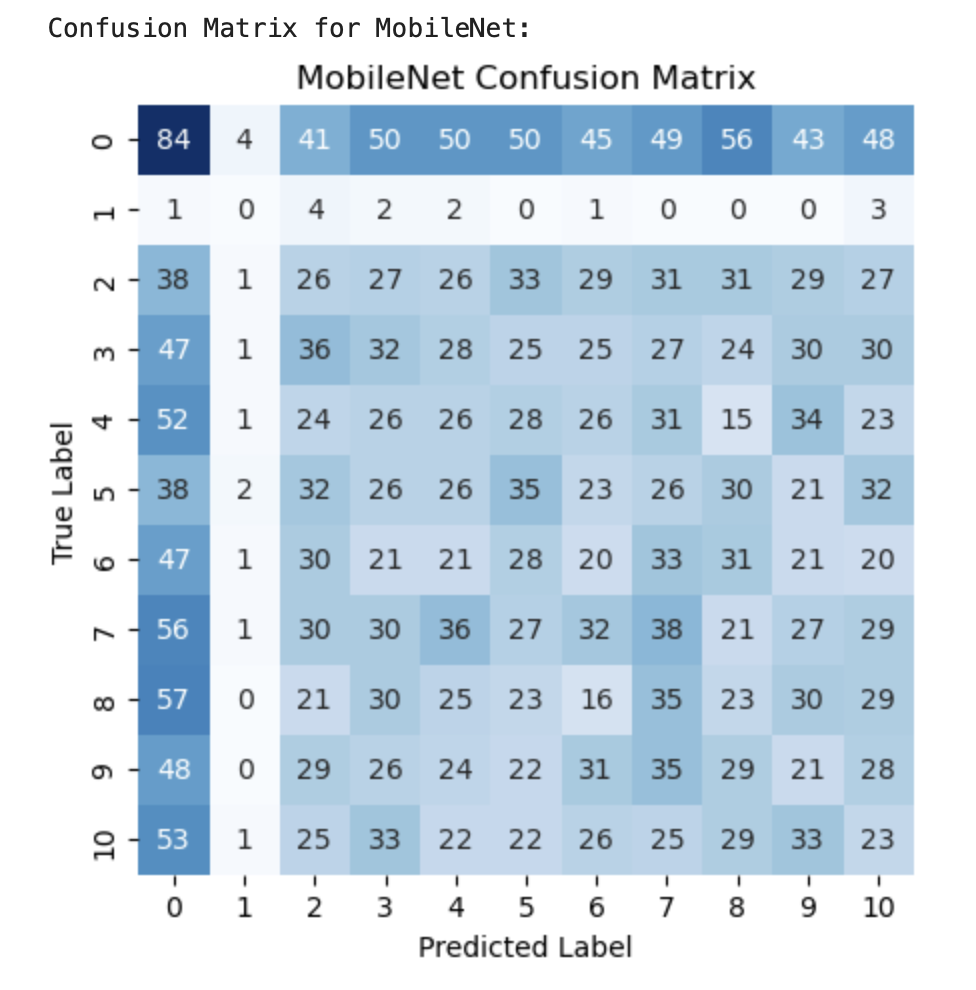 Confusion Matrix for MobileNet:
MobileNet Confusion Matrix
True Label
0 84 4 41 50 50 50 45 49 56 43 48
1 1 0 4 2 2 0 1 0 0 0 3
2 38 1 26 27 26 33 29 31 31 29 27
3 47 1 36 32 28 25 25 27 24 30 30
4 52 1 24 26 26 28 26 31 15 34 23
5 38 2 32 26 26 35 23 26 30 21 32
6 47 1 30 21 21 28 20 33 31 21 20
7 56 1 30 30 36 27 32 38 21 27 29
8 57 0 21 30 25 23 16 35 23 30 29
9 48 0 29 26 24 22 31 35 29 21 28
10 53 1 25 33 22 22 26 25 29 33 23
0 1 2 3 4 5 6 7 8 9 10
Predicted Label